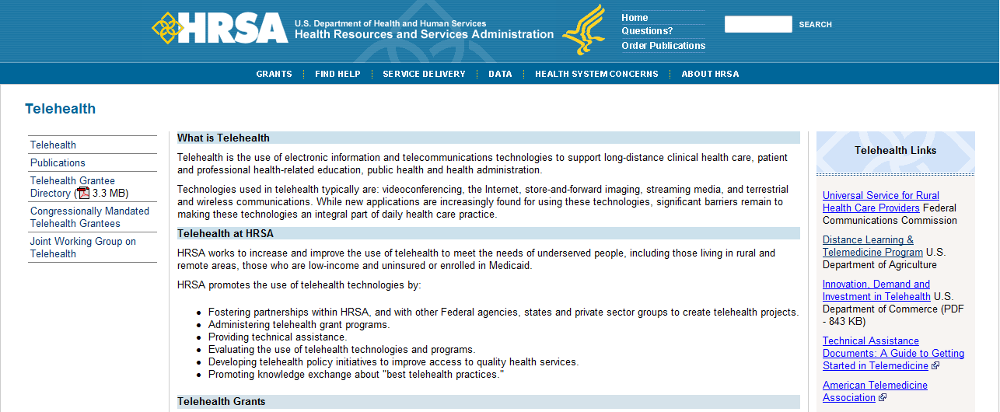 HRSA
U.S. Department of Health and Human Services
Health Resources and Services Administration
Home
Questions?
Order Publications
SEARCH
GRANTS
FIND HELP
SERVICE DELIVERY
DATA
HEALTH SYSTEM CONCERNS
ABOUT HRSA
Telehealth
Telehealth
Publications
Telehealth Grantee
Directory ( 3.3 MB)
Congressionally Mandated
Telehealth Grantees
Joint Working Group on
Telehealth
What is Telehealth
Telehealth is the use of electronic information and telecommunications technologies to support long-distance clinical health care, patient
and professional health-related education, public health and health administration.
Technologies used in telehealth typically are: videoconferencing, the Internet, store-and-forward imaging, streaming media, and terrestrial
and wireless communications. While new applications are increasingly found for using these technologies, significant barriers remain to
making these technologies an integral part of daily health care practice.
Telehealth at HRSA
HRSA works to increase and improve the use of telehealth to meet the needs of underserved people, including those living in rural and
remote areas, those who are low-income and uninsured or enrolled in Medicaid.
HRSA promotes the use of telehealth technologies by:
• Fostering partnerships within HRSA, and with other Federal agencies, states and private sector groups to create telehealth projects.
• Administering telehealth grant programs.
• Providing technical assistance.
• Evaluating the use of telehealth technologies and programs.
• Developing telehealth policy initiatives to improve access to quality health services.
• Promoting knowledge exchange about "best telehealth practices."
Telehealth Grants
Telehealth Links
Universal Service for Rural
Health Care Providers Federal
Communications Commission
Distance Learning &
Telemedicine Program U.S.
Department of Agriculture
Innovation, Demand and
Investment in Telehealth U.S.
Department of Commerce (PDF
- 843 KB)
Technical Assistance
Documents: A Guide to Getting
Started in Telemedicine
American Telemedicine
Association